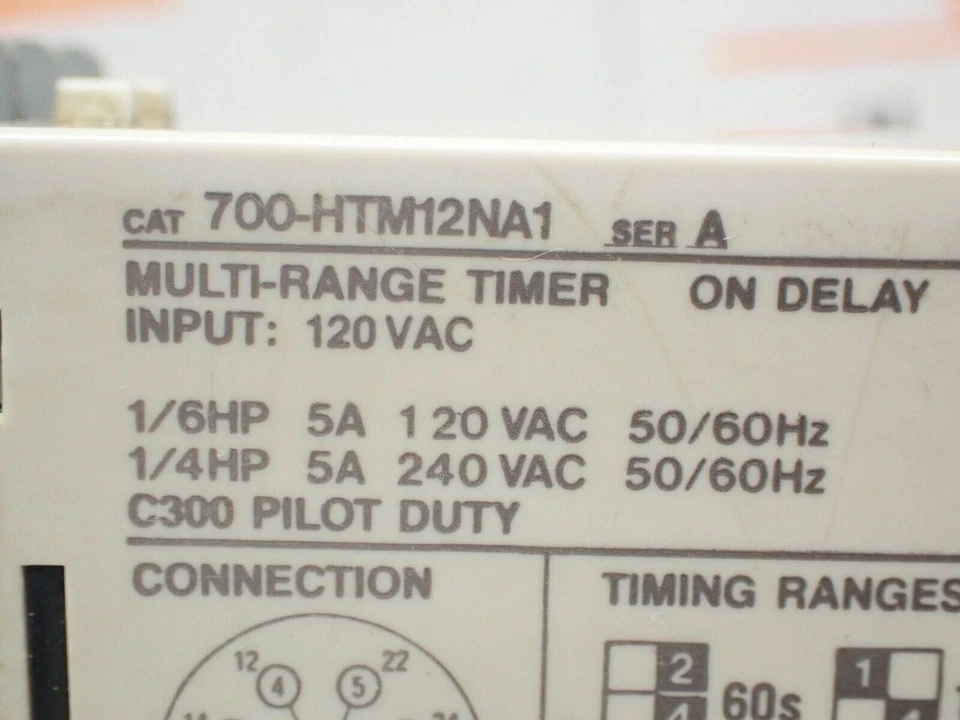 CAT 700-HTM12NA1 SER A
MULTI-RANGE TIMER ON DELAY
INPUT: 120 VAC
1/6HP 5A 120 VAC 50/60Hz
1/4HP 5A 240 VAC 50/60Hz
C300 PILOT DUTY
CONNECTION
TIMING RANGES
12 4 5 22
2 60s 1
4